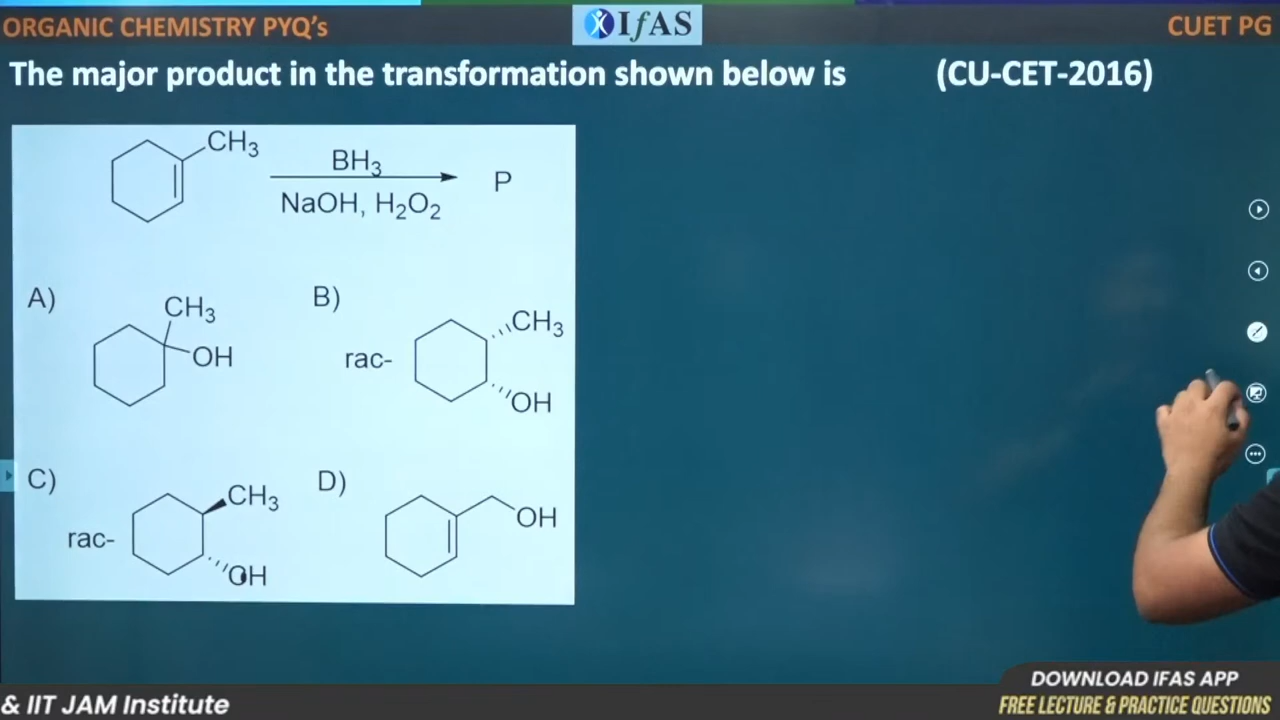 ORGANIC CHEMISTRY PYQ's
IfAS
CUET PG
The major product in the transformation shown below is (CU-CET-2016)
CH3
BH3
NaOH, H2O2
P
A)
CH3
OH
B)
rac-
CH3
OH
C)
rac-
CH3
OH
D)
OH
DOWNLOAD IFAS APP
& IIT JAM Institute
FREE LECTURE & PRACTICE QUESTIONS